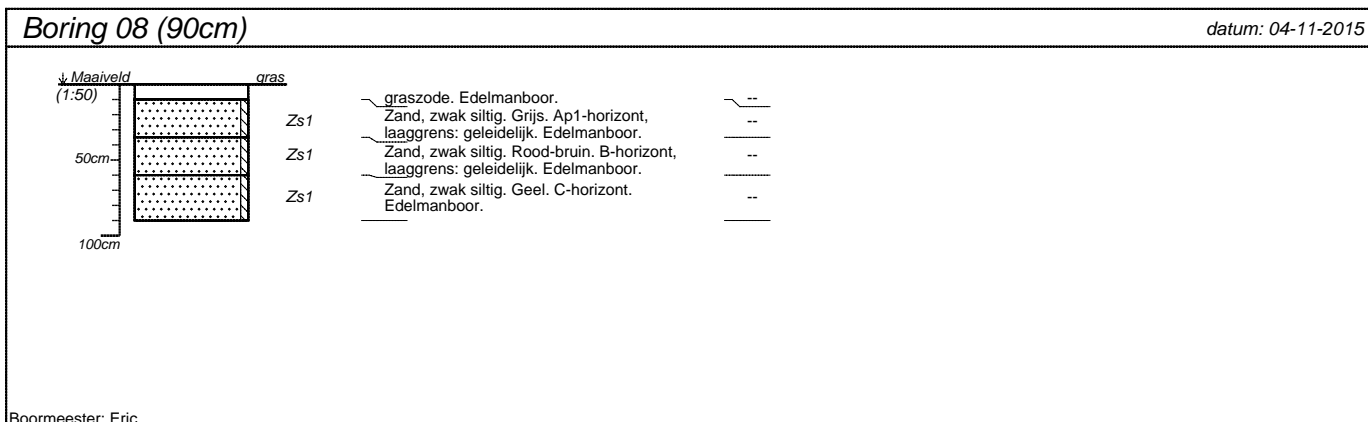 Boring 08 (90cm)
datum: 04-11-2015
Maaiveld
gras
(1:50)
graszode. Edelmanboor.
--
Zs1
Zand, zwak siltig. Grijs. Ap1-horizont,
laaggrens: geleidelijk. Edelmanboor.
--
50cm
Zs1
Zand, zwak siltig. Rood-bruin. B-horizont,
laaggrens: geleidelijk. Edelmanboor.
--
Zs1
Zand, zwak siltig. Geel. C-horizont.
Edelmanboor.
--
100cm
Boormeester: Eric